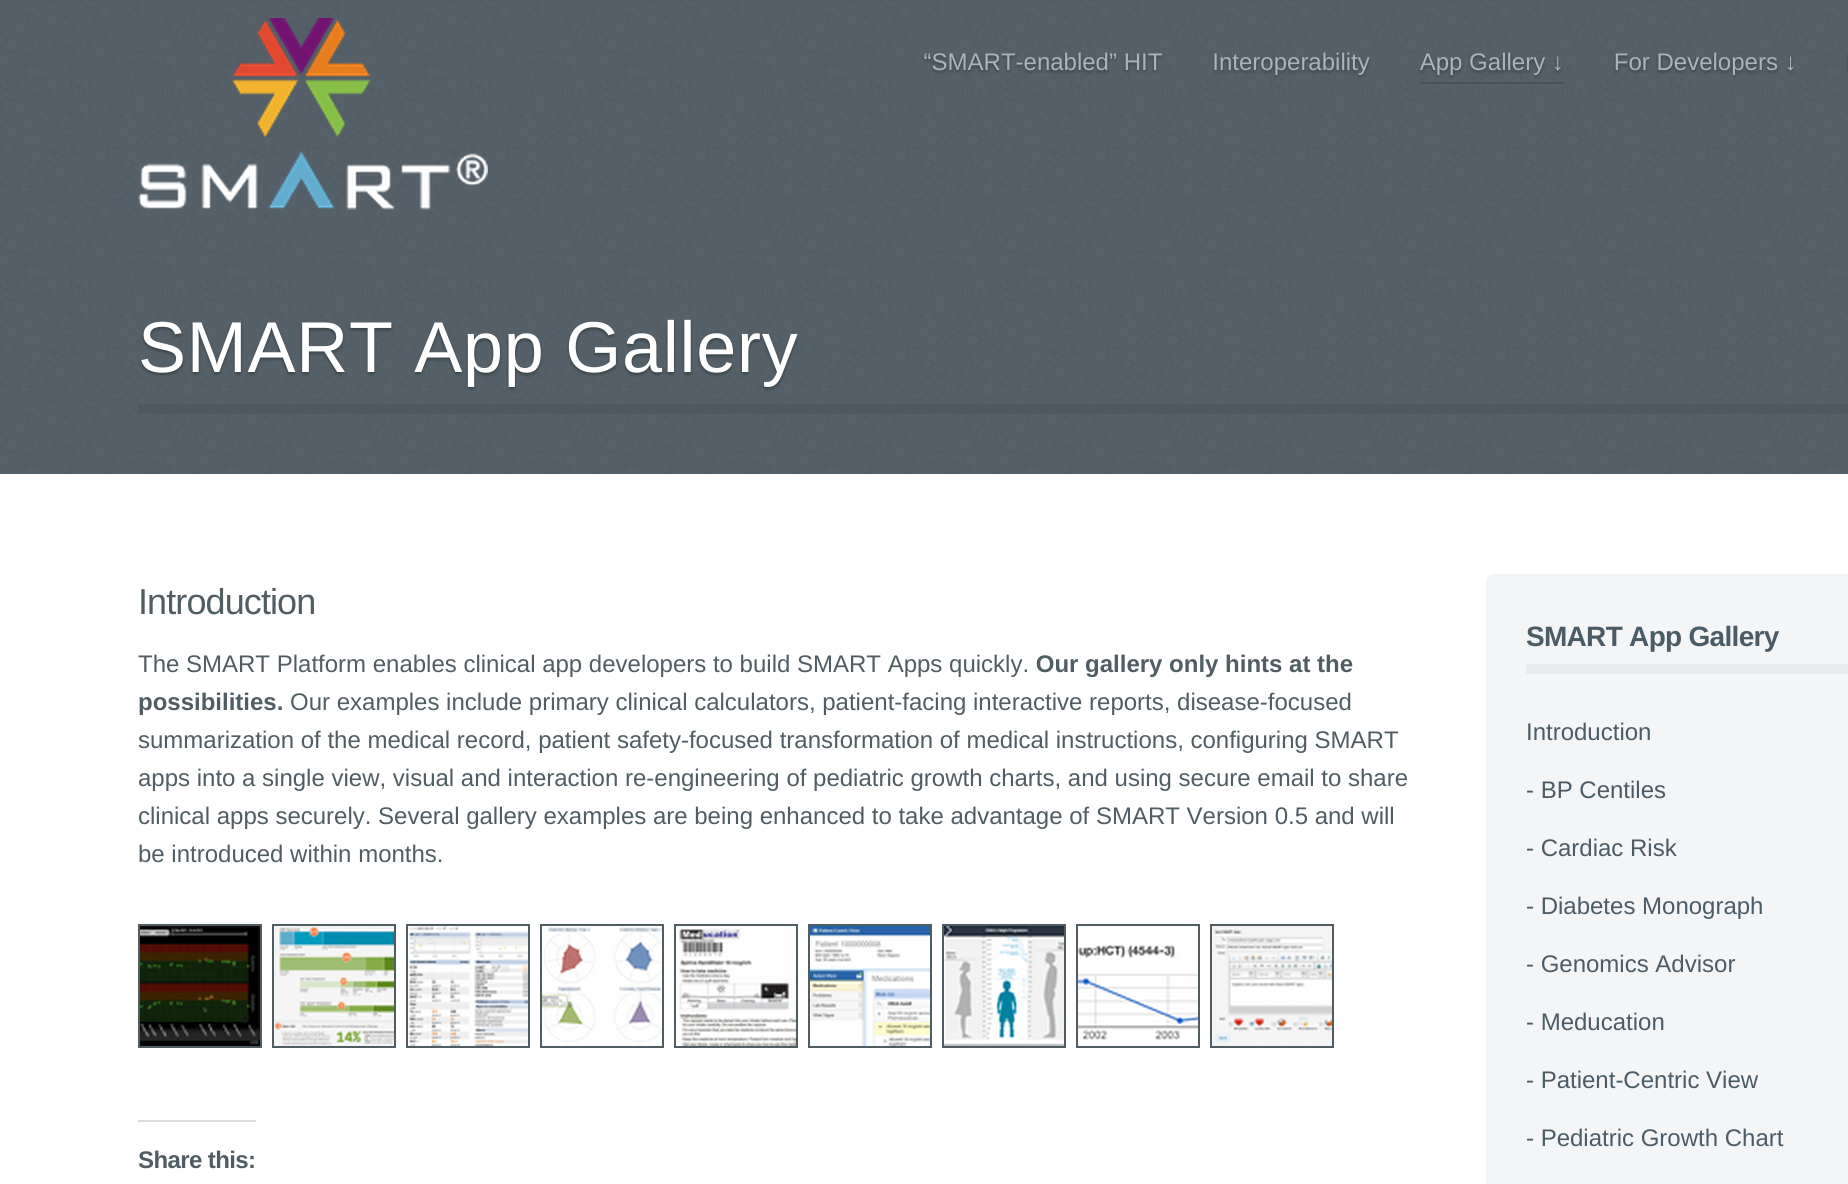 SMART®
“SMART-enabled” HIT Interoperability App Gallery ↓ For Developers ↓
SMART App Gallery
Introduction
The SMART Platform enables clinical app developers to build SMART Apps quickly. Our gallery only hints at the
possibilities. Our examples include primary clinical calculators, patient-facing interactive reports, disease-focused
summarization of the medical record, patient safety-focused transformation of medical instructions, configuring SMART
apps into a single view, visual and interaction re-engineering of pediatric growth charts, and using secure email to share
clinical apps securely. Several gallery examples are being enhanced to take advantage of SMART Version 0.5 and will
be introduced within months.
14%
Meducation
Patient 1000000008
Medications
up:HCT) (4544-3)
2002 2003
Share this:
SMART App Gallery
Introduction
- BP Centiles
- Cardiac Risk
- Diabetes Monograph
- Genomics Advisor
- Meducation
- Patient-Centric View
- Pediatric Growth Chart